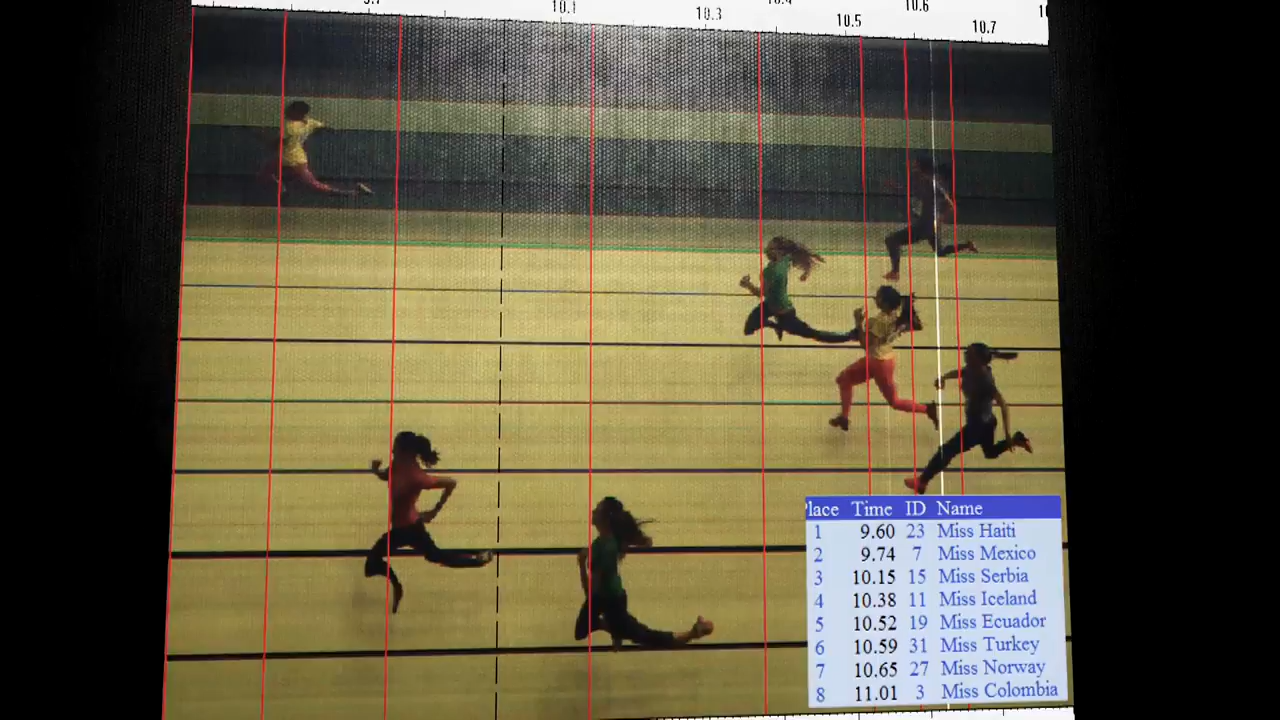 10.1 10.3 10.5 10.6 10.7
Place Time ID Name
1 9.60 23 Miss Haiti
2 9.74 7 Miss Mexico
3 10.15 15 Miss Serbia
4 10.38 11 Miss Iceland
5 10.52 19 Miss Ecuador
6 10.59 31 Miss Turkey
7 10.65 27 Miss Norway
8 11.01 3 Miss Colombia